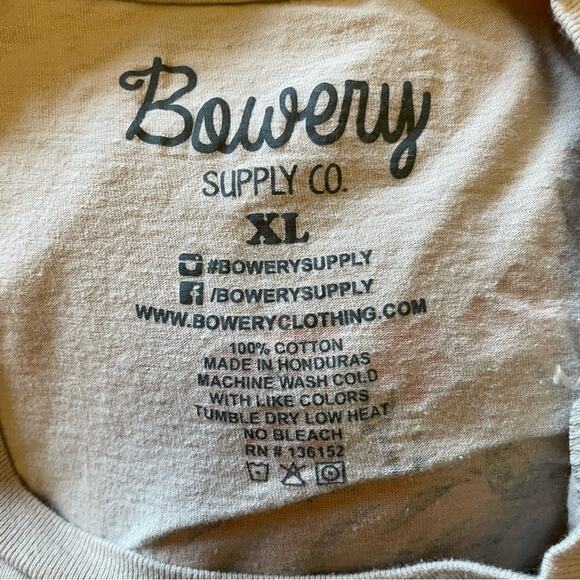 Bowery
SUPPLY CO.
XL
#BOWERYSUPPLY
/BOWERYSUPPLY
WWW.BOWERYCLOTHING.COM
100% COTTON
MADE IN HONDURAS
MACHINE WASH COLD
WITH LIKE COLORS
TUMBLE DRY LOW HEAT
NO BLEACH
RN # 136152